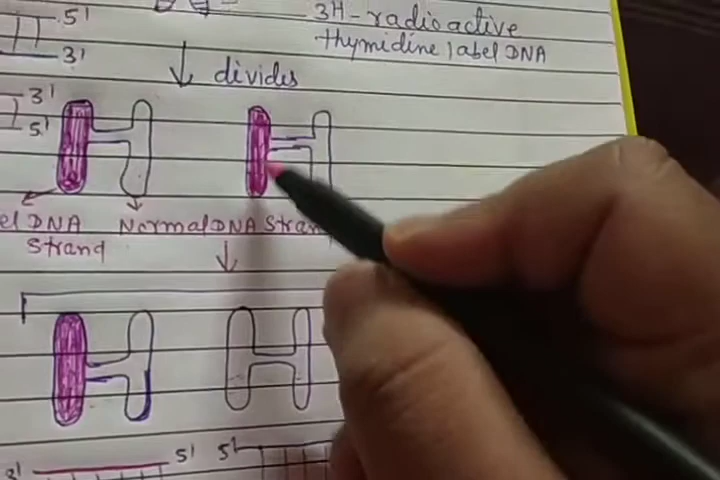 5'
3H-radioactive
thymidine label DNA
3'
divides
3'
5'
DNA Normal DNA
Strand
5' 5'
3'